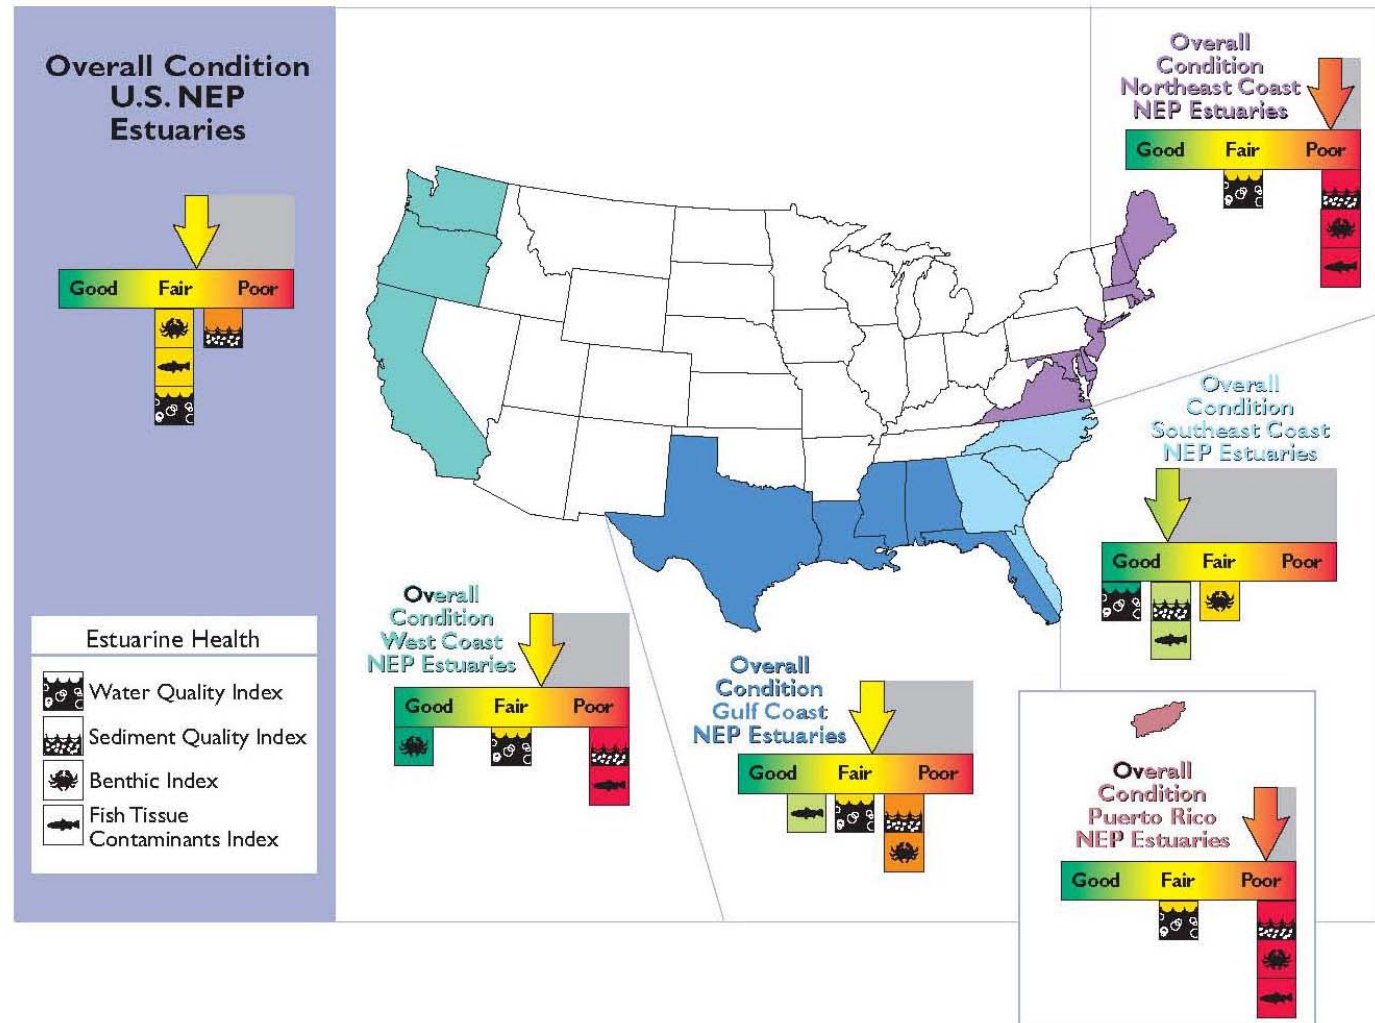 Overall Condition
U.S. NEP
Estuaries
Good Fair Poor
Estuarine Health
Water Quality Index
Sediment Quality Index
Benthic Index
Fish Tissue
Contaminants Index
Overall
Condition
Northeast Coast
NEP Estuaries
Good Fair Poor
Overall
Condition
Southeast Coast
NEP Estuaries
Good Fair Poor
Overall
Condition
West Coast
NEP Estuaries
Good Fair Poor
Overall
Condition
Gulf Coast
NEP Estuaries
Good Fair Poor
Overall
Condition
Puerto Rico
NEP Estuaries
Good Fair Poor